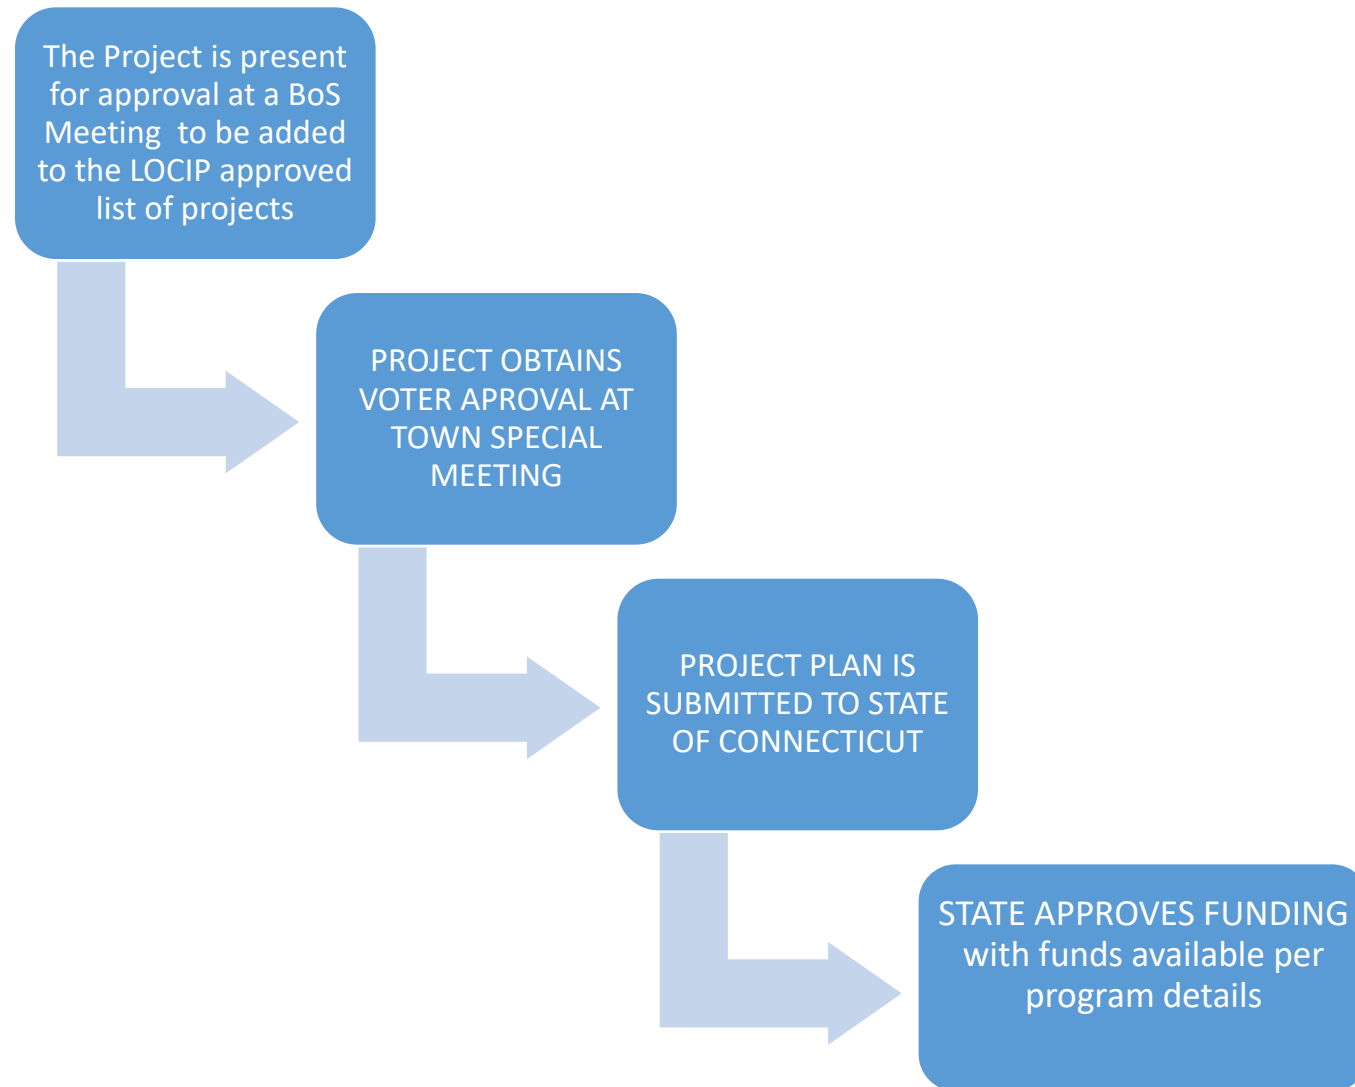 The Project is present
for approval at a BoS
Meeting  to be added
to the LOCIP approved
list of projects
PROJECT OBTAINS
VOTER APROVAL AT
TOWN SPECIAL
MEETING
PROJECT PLAN IS
SUBMITTED TO STATE
OF CONNECTICUT
STATE APPROVES FUNDING
with funds available per
program details